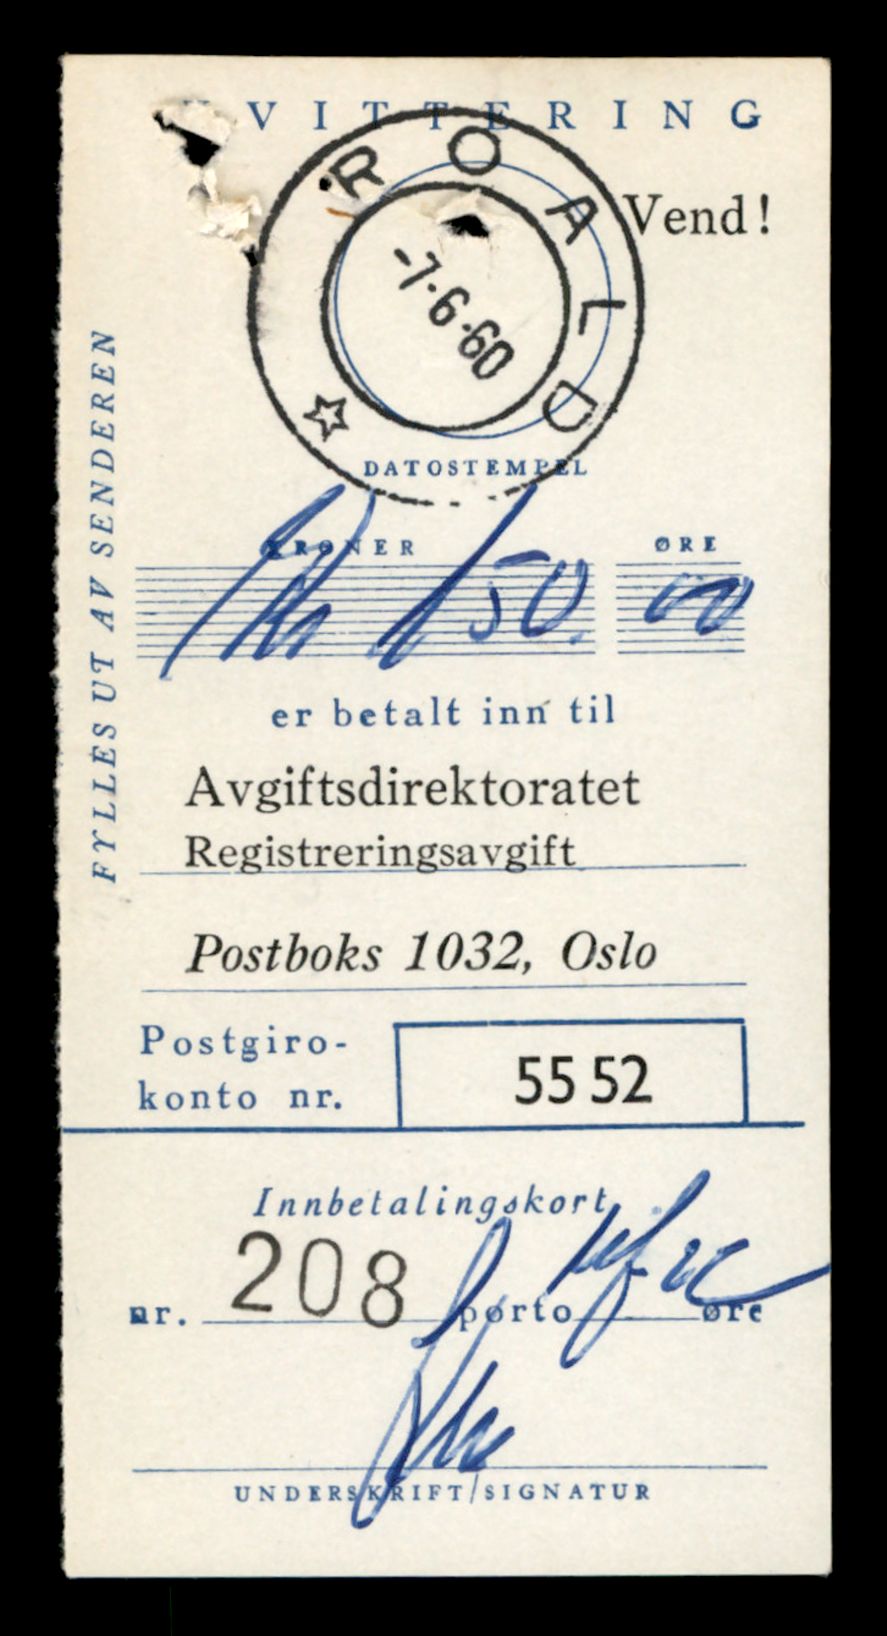 KVITTERING
Vend!
ROALD
-7.6.60
DATOSTEMPEL
FYLLES UT AV SENDEREN
KRONER ØRE
150. 00
er betalt inn til
Avgiftsdirektoratet
Registreringsavgift
Postboks 1032, Oslo
Postgiro-
konto nr.
55 52
Innbetalingskort
nr. 208 porto øre
UNDERSKRIFT/SIGNATUR